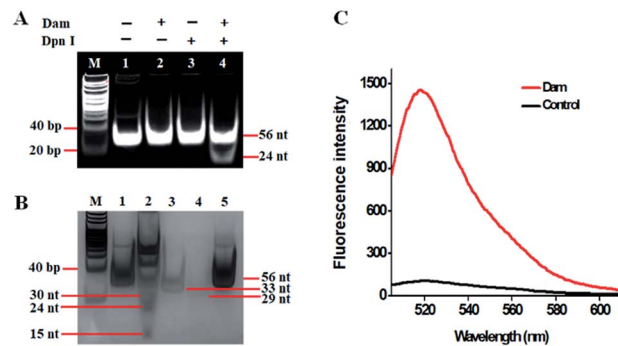 A
Dam – + – +
Dpn I – – + +
M 1 2 3 4
40 bp
20 bp
56 nt
24 nt
B
M 1 2 3 4 5
40 bp
30 nt
24 nt
15 nt
56 nt
33 nt
29 nt
C
Fluorescence intensity
1500
1200
900
600
300
0
Dam
Control
520 540 560 580 600
Wavelength (nm)